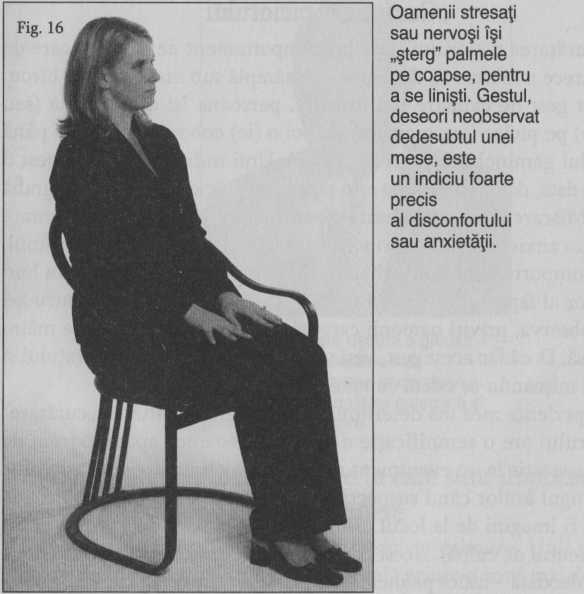 Fig. 16
Oamenii stresaţi
sau nervoşi îşi
„şterg” palmele
pe coapse, pentru
a se linişti. Gestul,
deseori neobservat
dedesubtul unei
mese, este
un indiciu foarte
precis
al disconfortului
sau anxietăţii.